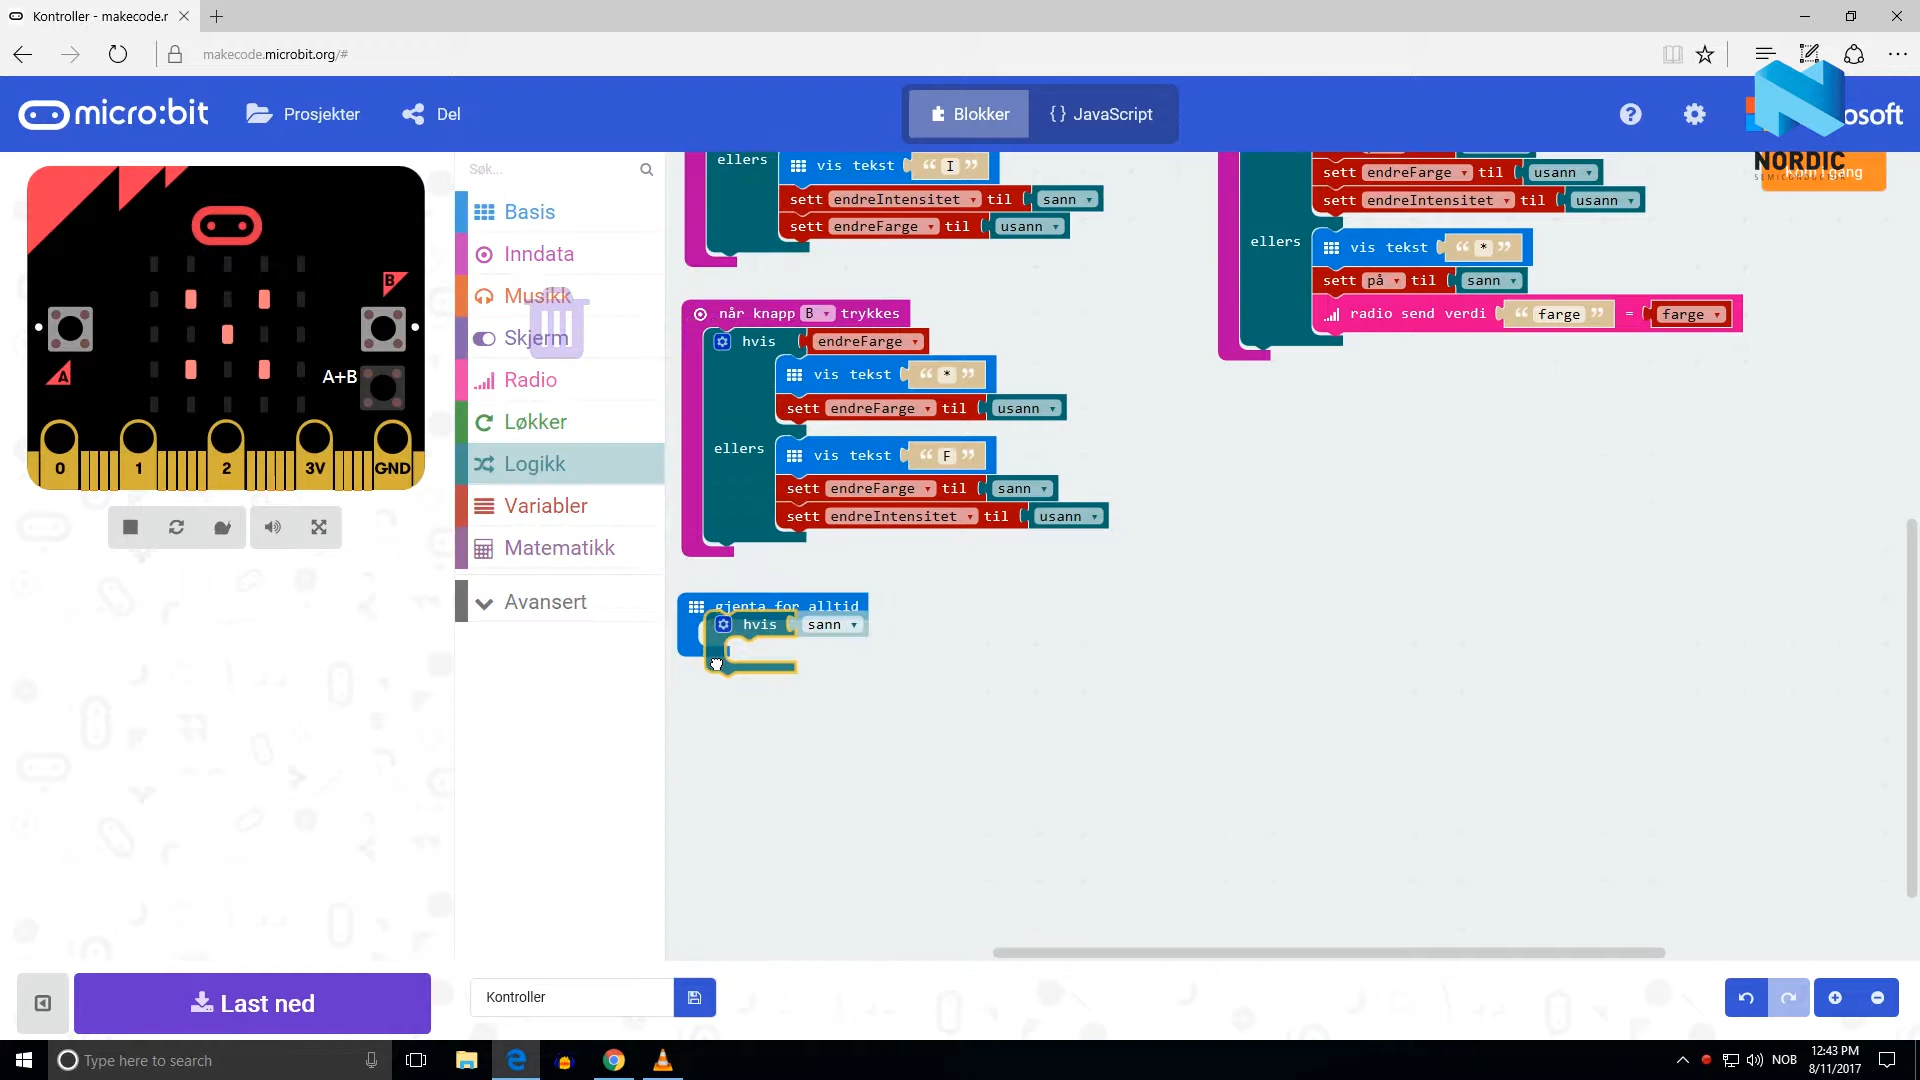 Kontroller - makecode.r
makecode.microbit.org/#
micro:bit
Prosjekter
Del
Blokker
{ } JavaScript
osoft
NORDIC
SEMICONDUCTOR
Kom i gang
B
A
A+B
0
1
2
3V
GND
Søk...
Basis
Inndata
Musikk
Skjerm
Radio
Løkker
Logikk
Variabler
Matematikk
Avansert
ellers
vis tekst “ I ”
sett endreIntensitet til sann
sett endreFarge til usann
når knapp B trykkes
hvis endreFarge
vis tekst “ * ”
sett endreFarge til usann
ellers
vis tekst “ F ”
sett endreFarge til sann
sett endreIntensitet til usann
gjenta for alltid
hvis sann
sett endreFarge til usann
sett endreIntensitet til usann
ellers
vis tekst “ * ”
sett på til sann
radio send verdi “ farge ” = farge
Last ned
Kontroller
Type here to search
NOB
12:43 PM
8/11/2017